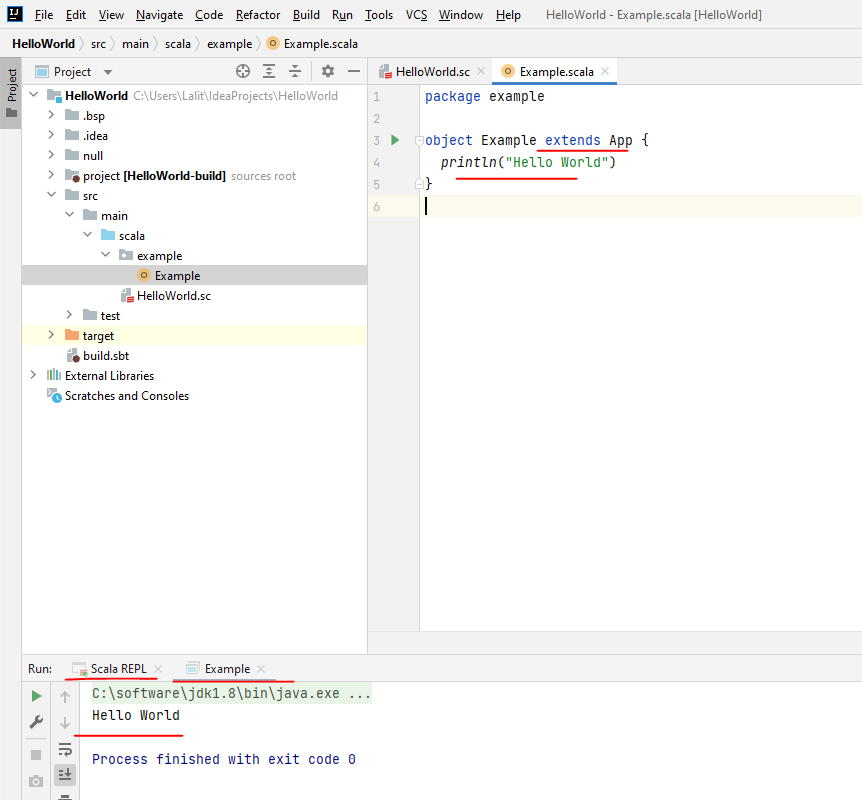 File Edit View Navigate Code Refactor Build Run Tools VCS Window Help HelloWorld - Example.scala [HelloWorld]
HelloWorld src main scala example Example.scala
Project
Project
HelloWorld C:\Users\Lalit\IdeaProjects\HelloWorld
.bsp
.idea
null
project [HelloWorld-build] sources root
src
main
scala
example
Example
HelloWorld.sc
test
target
build.sbt
External Libraries
Scratches and Consoles
HelloWorld.sc Example.scala
1 package example
2
3 object Example extends App {
4 println("Hello World")
5 }
6
Run: Scala REPL Example
C:\software\jdk1.8\bin\java.exe ...
Hello World
Process finished with exit code 0